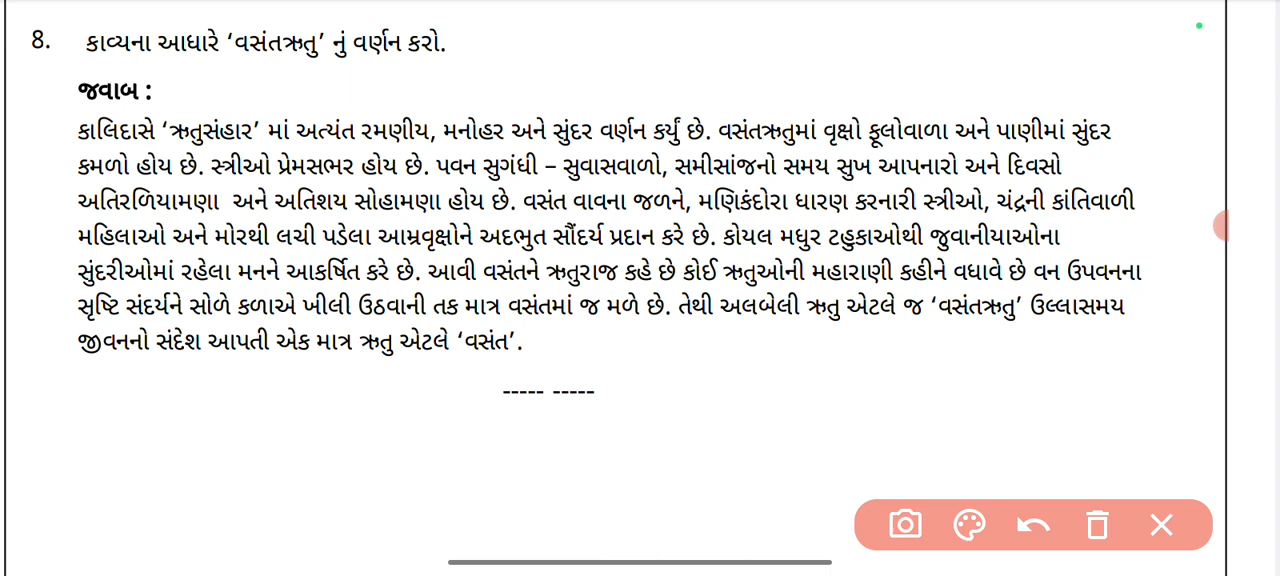 8. કાવ્યના આધારે ‘વસંતઋતુ’ નું વર્ણન કરો.
જવાબ :
કાલિદાસે ‘ઋતુસંહાર’ માં અત્યંત રમણીય, મનોહર અને સુંદર વર્ણન કર્યું છે. વસંતઋતુમાં વૃક્ષો ફૂલોવાળા અને પાણીમાં સુંદર
કમળો હોય છે. સ્ત્રીઓ પ્રેમસભર હોય છે. પવન સુગંધી – સુવાસવાળો, સમીસાંજનો સમય સુખ આપનારો અને દિવસો
અતિરળિયામણા અને અતિશય સોહામણા હોય છે. વસંત વાવના જળને, મણિકંદોરા ધારણ કરનારી સ્ત્રીઓ, ચંદ્રની કાંતિવાળી
મહિલાઓ અને મોરથી લચી પડેલા આમ્રવૃક્ષોને અદભુત સૌંદર્ય પ્રદાન કરે છે. કોયલ મધુર ટહુકાઓથી જુવાનીયાઓના
સુંદરીઓમાં રહેલા મનને આકર્ષિત કરે છે. આવી વસંતને ઋતુરાજ કહે છે કોઈ ઋતુઓની મહારાણી કહીને વધાવે છે વન ઉપવનના
સૃષ્ટિ સંદર્યને સોળે કળાએ ખીલી ઉઠવાની તક માત્ર વસંતમાં જ મળે છે. તેથી અલબેલી ઋતુ એટલે જ ‘વસંતઋતુ’ ઉલ્લાસમય
જીવનનો સંદેશ આપતી એક માત્ર ઋતુ એટલે ‘વસંત’.
----- -----